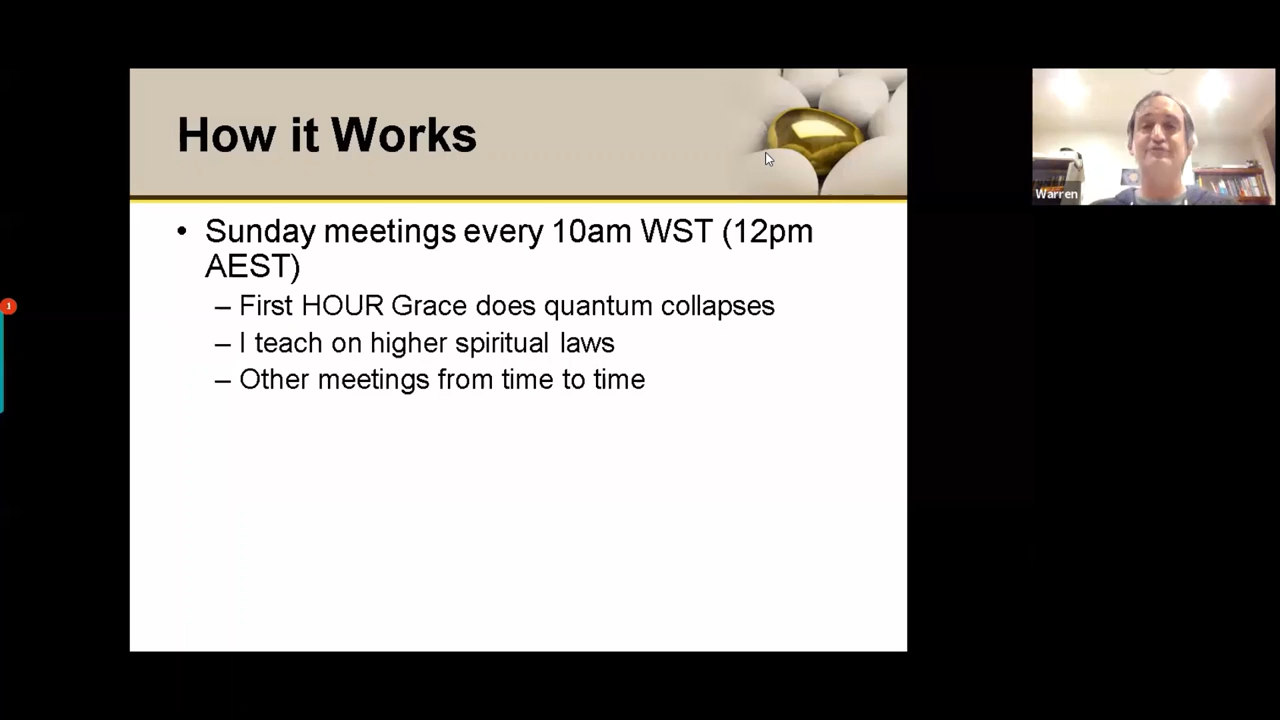 How it Works
• Sunday meetings every 10am WST (12pm
AEST)
– First HOUR Grace does quantum collapses
– I teach on higher spiritual laws
– Other meetings from time to time
Warren
1